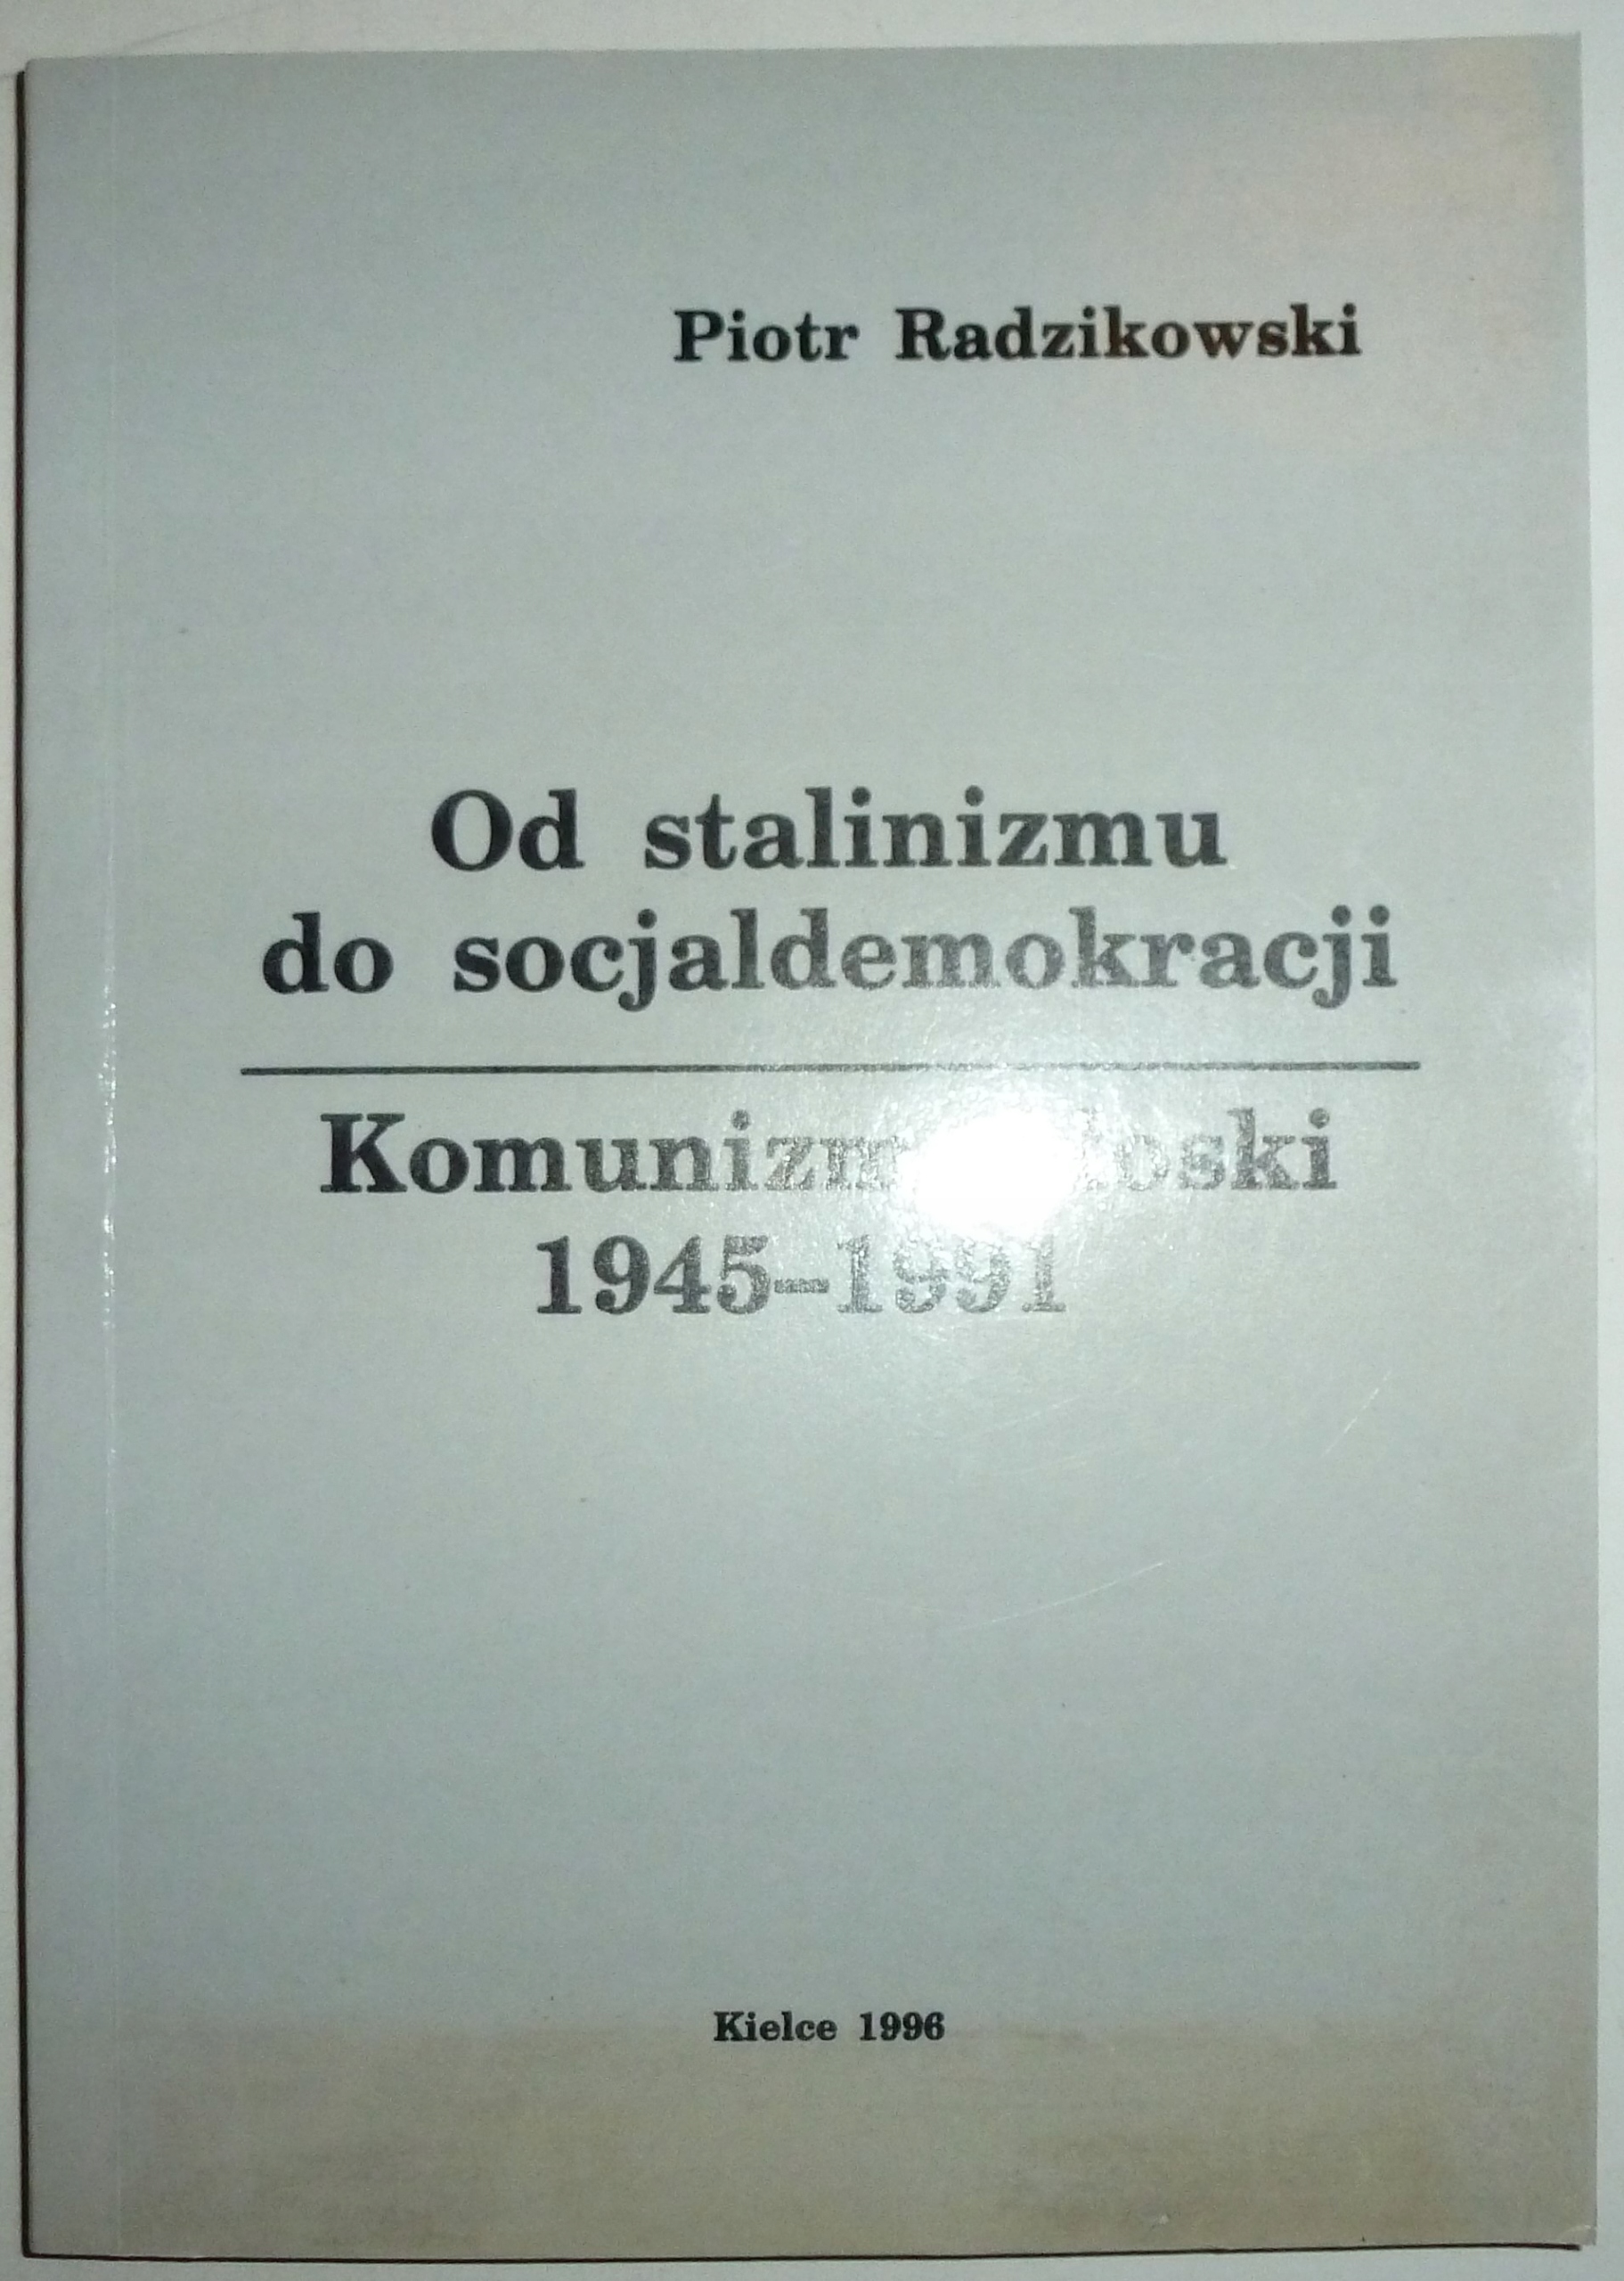 Piotr Radzikowski
Od stalinizmu
do socjaldemokracji
Komunizm
1945–1991
Kielce 1996